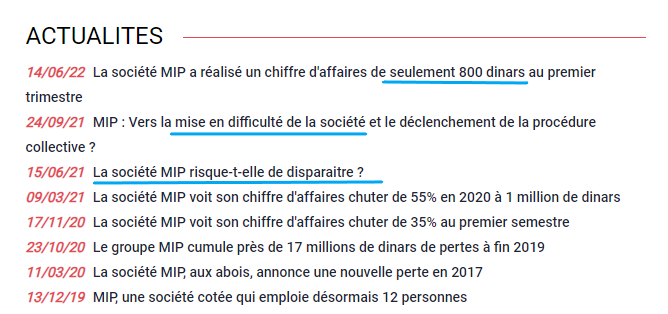 ACTUALITES
14/06/22 La société MIP a réalisé un chiffre d'affaires de seulement 800 dinars au premier
trimestre
24/09/21 MIP : Vers la mise en difficulté de la société et le déclenchement de la procédure
collective ?
15/06/21 La société MIP risque-t-elle de disparaitre ?
09/03/21 La société MIP voit son chiffre d'affaires chuter de 55% en 2020 à 1 million de dinars
17/11/20 La société MIP voit son chiffre d'affaires chuter de 35% au premier semestre
23/10/20 Le groupe MIP cumule près de 17 millions de dinars de pertes à fin 2019
11/03/20 La société MIP, aux abois, annonce une nouvelle perte en 2017
13/12/19 MIP, une société cotée qui emploie désormais 12 personnes